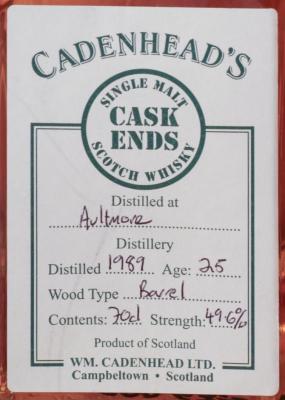 CADENHEAD'S
SINGLE MALT
CASK
ENDS
SCOTCH WHISKY
Distilled at
Aultmore
Distillery
Distilled 1989 Age: 25
Wood Type Barrel
Contents: 70cl Strength: 49.6%
Product of Scotland
WM. CADENHEAD LTD.
Campbeltown • Scotland